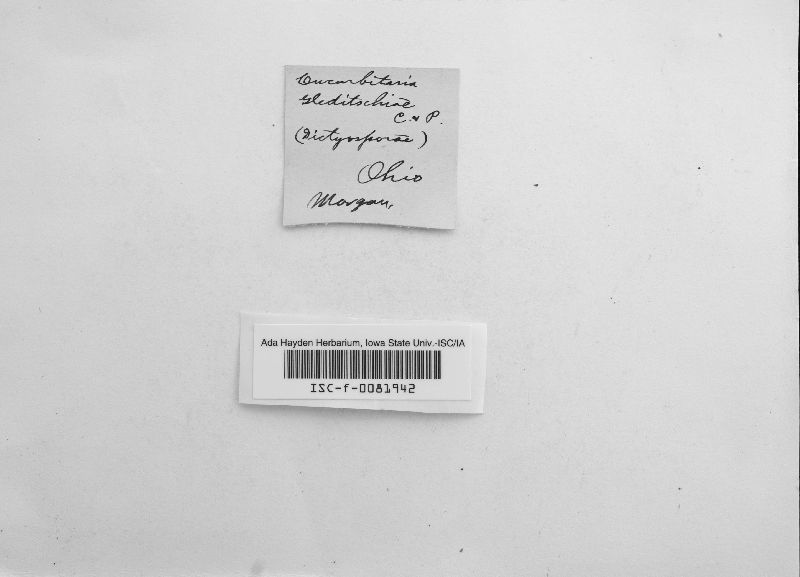 Cucurbitaria
Gleditschiae
C. & P.
(Dictyosporae)
Ohio
Morgan,
Ada Hayden Herbarium, Iowa State Univ.-ISC/IA
ISC-f-0081942